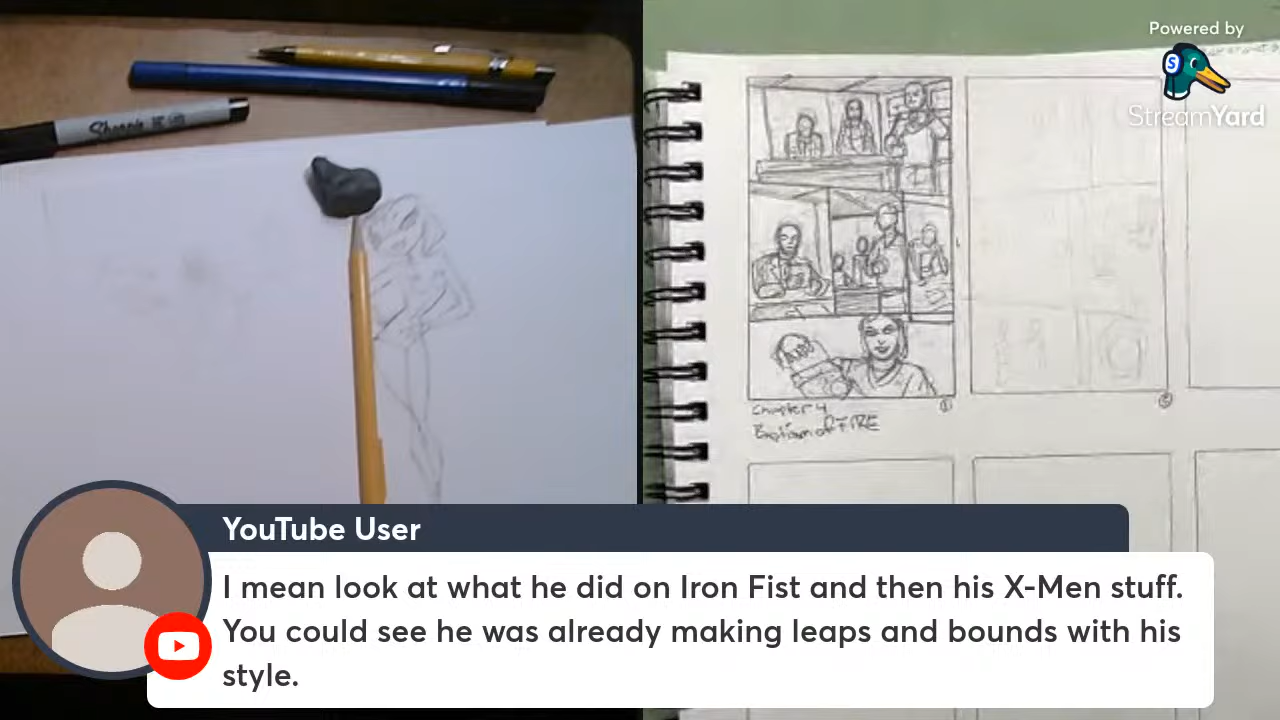 Powered by
StreamYard
Sharpie
Chapter 4
Baptism of FIRE
YouTube User
I mean look at what he did on Iron Fist and then his X-Men stuff.
You could see he was already making leaps and bounds with his
style.